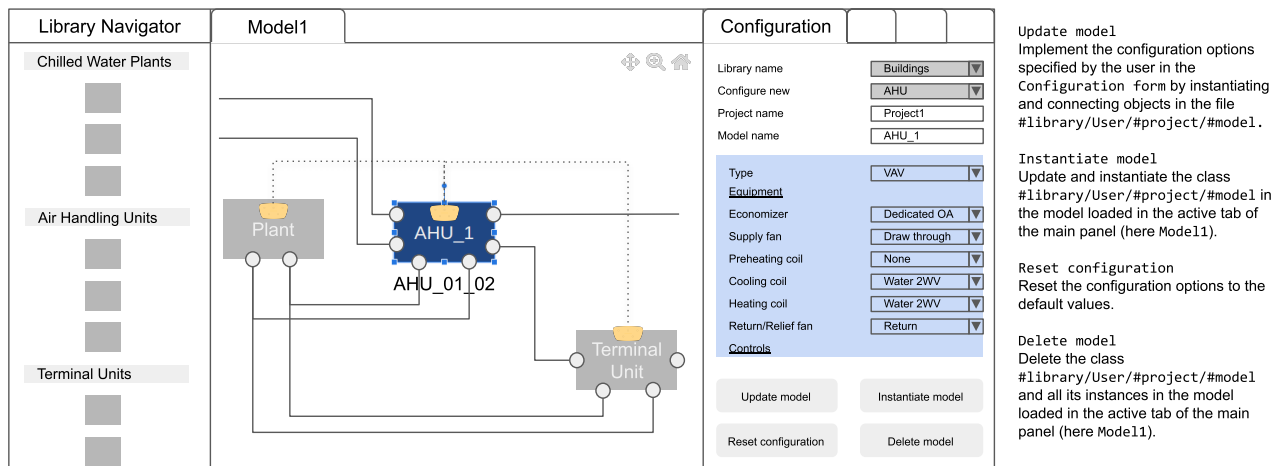 Library Navigator
Chilled Water Plants
Air Handling Units
Terminal Units
Model1
Plant
AHU_1
AHU_01_02
Terminal
Unit
Configuration
Library name Buildings
Configure new AHU
Project name Project1
Model name AHU_1
Type VAV
Equipment
Economizer Dedicated OA
Supply fan Draw through
Preheating coil None
Cooling coil Water 2WV
Heating coil Water 2WV
Return/Relief fan Return
Controls
Update model Instantiate model
Reset configuration Delete model
Update model
Implement the configuration options
specified by the user in the
Configuration form by instantiating
and connecting objects in the file
#library/User/#project/#model.
Instantiate model
Update and instantiate the class
#library/User/#project/#model in
the model loaded in the active tab of
the main panel (here Model1).
Reset configuration
Reset the configuration options to the
default values.
Delete model
Delete the class
#library/User/#project/#model
and all its instances in the model
loaded in the active tab of the main
panel (here Model1).